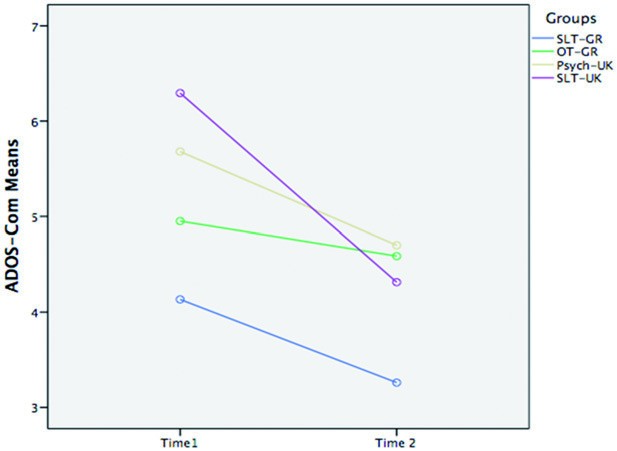 Groups
SLT-GR
OT-GR
Psych-UK
SLT-UK
ADOS-Com Means
7
6
5
4
3
Time1
Time 2